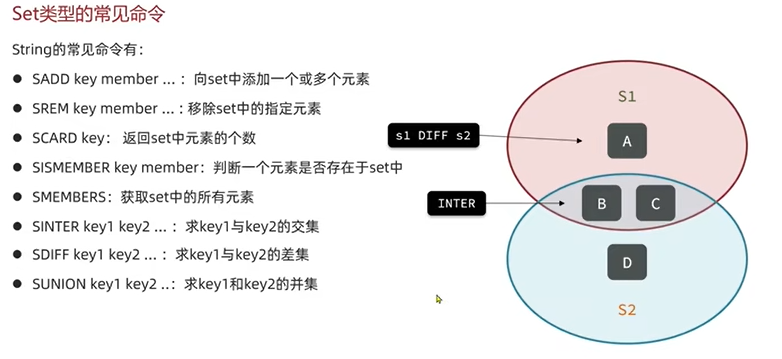 Set类型的常见命令
String的常见命令有：
● SADD key member ... ：向set中添加一个或多个元素
● SREM key member ... : 移除set中的指定元素
● SCARD key： 返回set中元素的个数
● SISMEMBER key member：判断一个元素是否存在于set中
● SMEMBERS：获取set中的所有元素
● SINTER key1 key2 ... ：求key1与key2的交集
● SDIFF key1 key2 ... ：求key1与key2的差集
● SUNION key1 key2 ..：求key1和key2的并集
S1
s1 DIFF s2
A
INTER
B C
D
S2